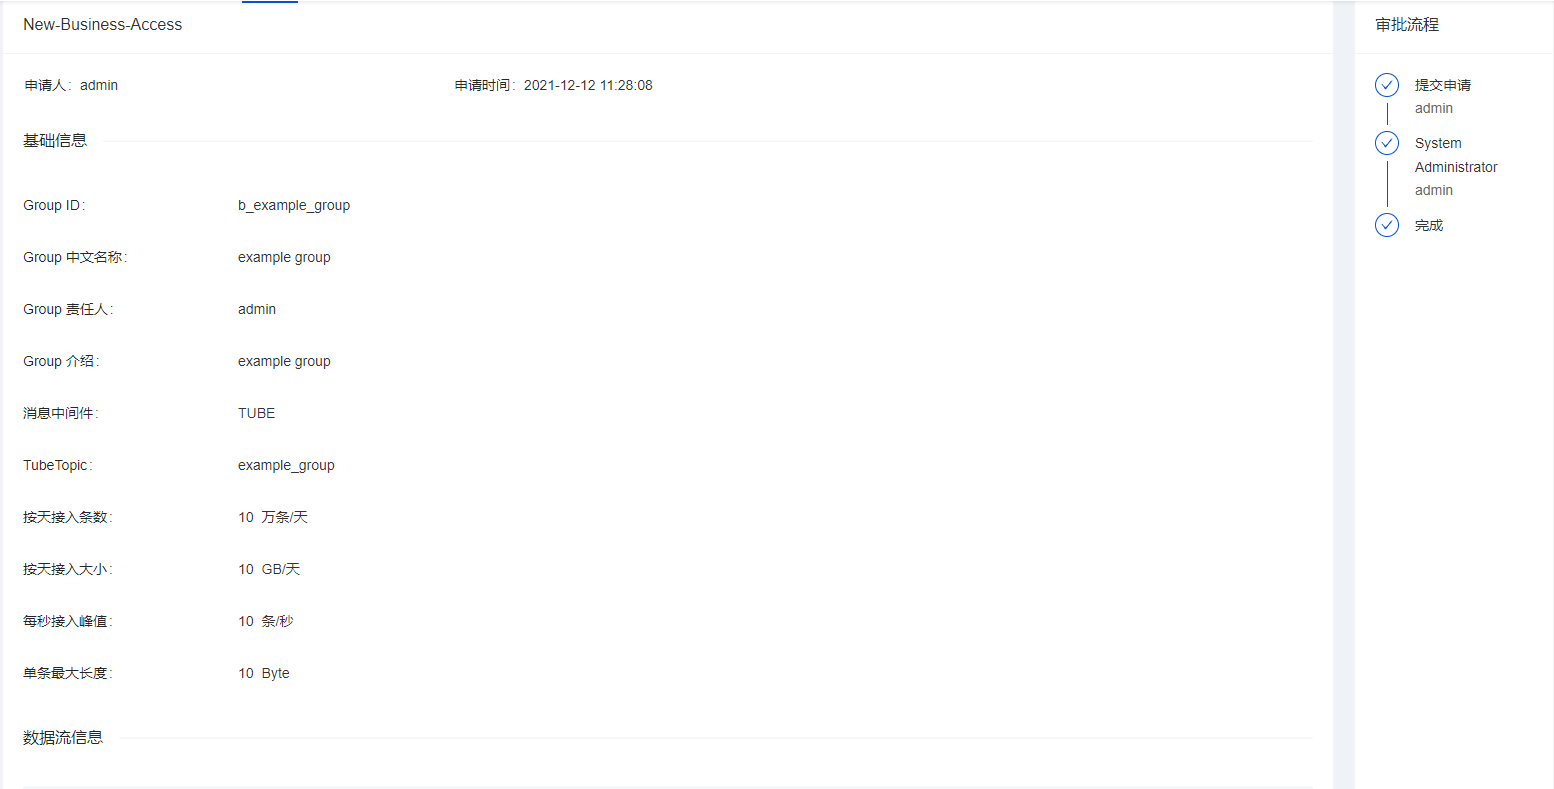 New-Business-Access
申请人: admin
申请时间: 2021-12-12 11:28:08
基础信息
Group ID: b_example_group
Group 中文名称: example group
Group 责任人: admin
Group 介绍: example group
消息中间件: TUBE
TubeTopic: example_group
按天接入条数: 10 万条/天
按天接入大小: 10 GB/天
每秒接入峰值: 10 条/秒
单条最大长度: 10 Byte
数据流信息
审批流程
提交申请
admin
System
Administrator
admin
完成